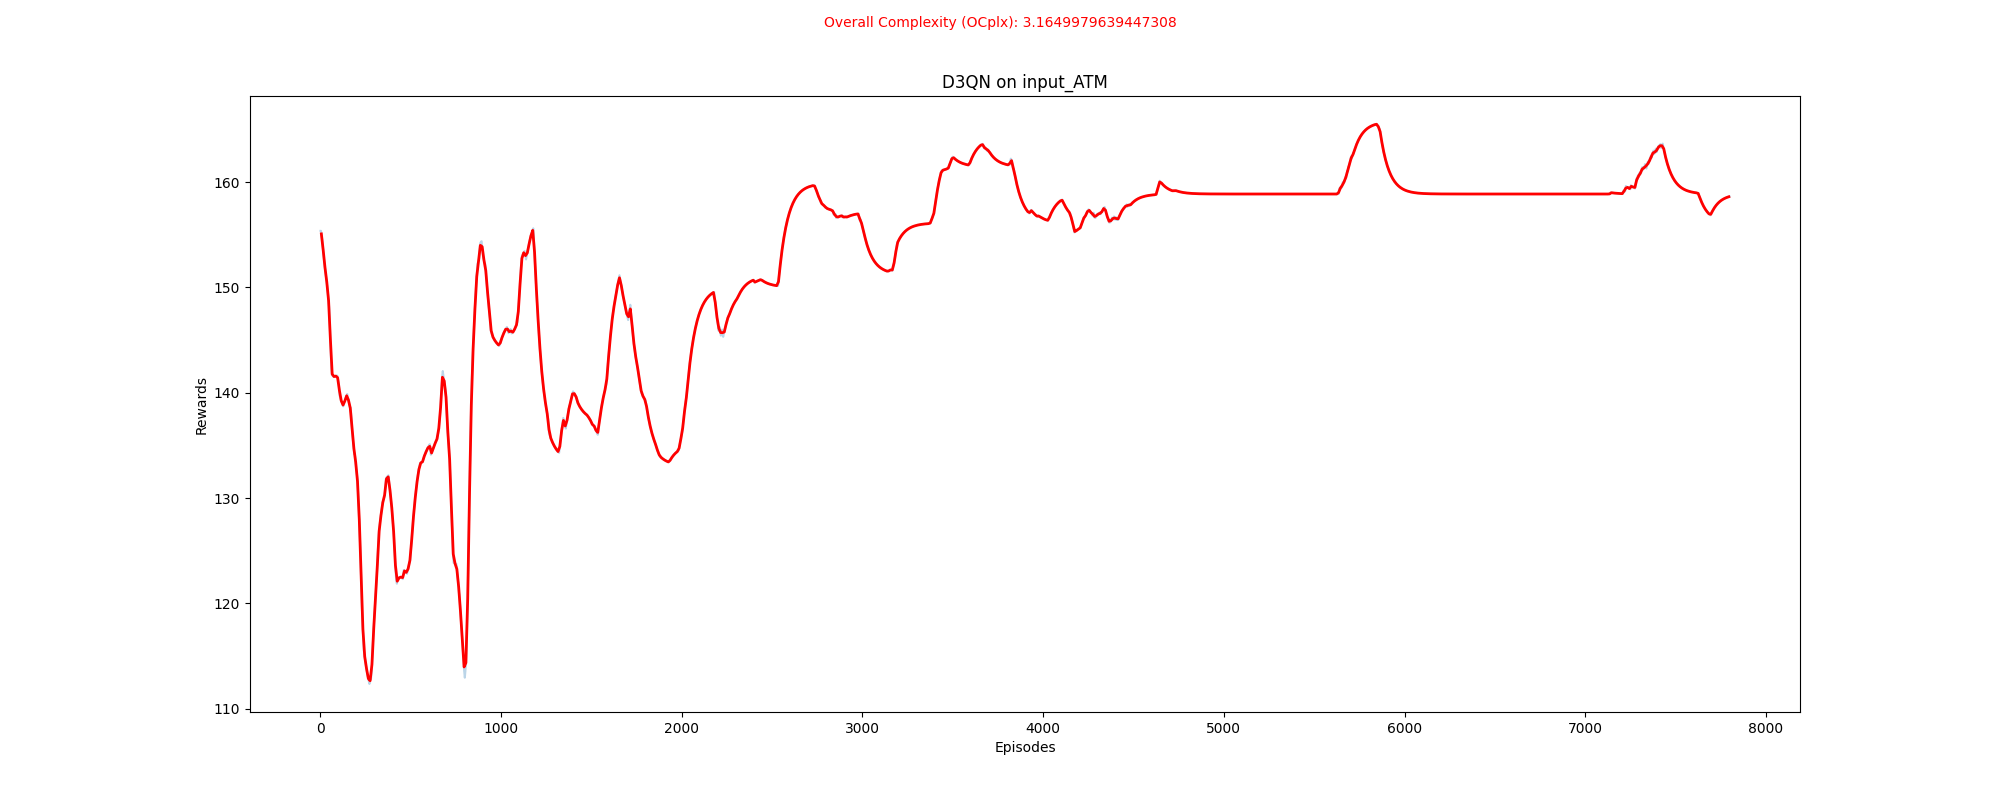 Overall Complexity (OCplx): 3.1649979639447308
D3QN on input_ATM
Rewards
160
150
140
130
120
110
0 1000 2000 3000 4000 5000 6000 7000 8000
Episodes